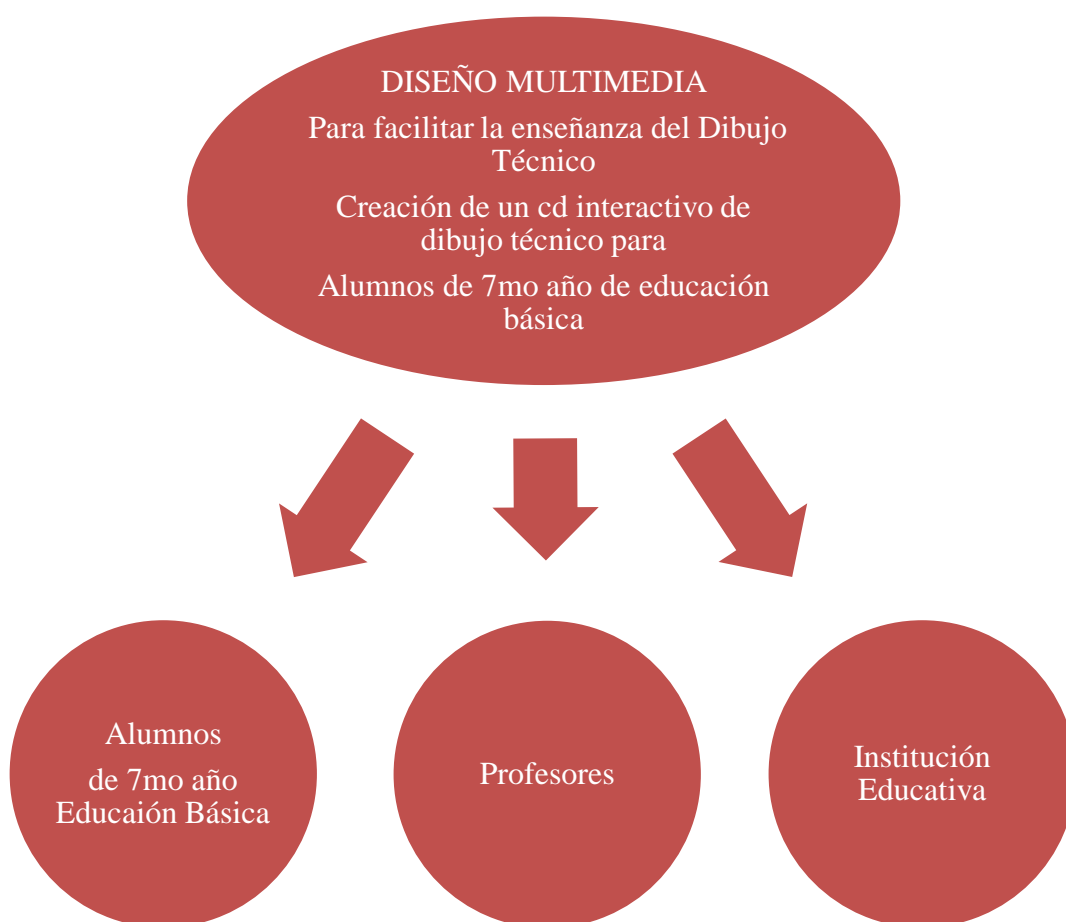 DISEÑO MULTIMEDIA
Para facilitar la enseñanza del Dibujo
Técnico
Creación de un cd interactivo de
dibujo técnico para
Alumnos de 7mo año de educación
básica
Alumnos
de 7mo año
Educaión Básica
Profesores
Institución
Educativa